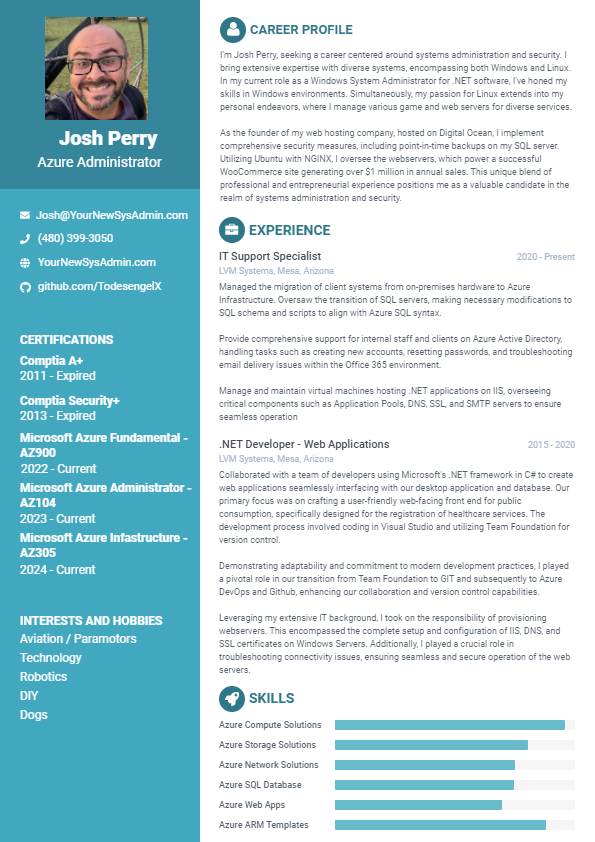 Josh Perry
Azure Administrator
Josh@YourNewSysAdmin.com
(480) 399-3050
YourNewSysAdmin.com
github.com/TodesengelX
CERTIFICATIONS
Comptia A+
2011 - Expired
Comptia Security+
2013 - Expired
Microsoft Azure Fundamental -
AZ900
2022 - Current
Microsoft Azure Administrator -
AZ104
2023 - Current
Microsoft Azure Infastructure -
AZ305
2024 - Current
INTERESTS AND HOBBIES
Aviation / Paramotors
Technology
Robotics
DIY
Dogs
CAREER PROFILE
I'm Josh Perry, seeking a career centered around systems administration and security. I
bring extensive expertise with diverse systems, encompassing both Windows and Linux.
In my current role as a Windows System Administrator for .NET software, I've honed my
skills in Windows environments. Simultaneously, my passion for Linux extends into my
personal endeavors, where I manage various game and web servers for diverse services.
As the founder of my web hosting company, hosted on Digital Ocean, I implement
comprehensive security measures, including point-in-time backups on my SQL server.
Utilizing Ubuntu with NGINX, I oversee the webservers, which power a successful
WooCommerce site generating over $1 million in annual sales. This unique blend of
professional and entrepreneurial experience positions me as a valuable candidate in the
realm of systems administration and security.
EXPERIENCE
IT Support Specialist 2020 - Present
LVM Systems, Mesa, Arizona
Managed the migration of client systems from on-premises hardware to Azure
Infrastructure. Oversaw the transition of SQL servers, making necessary modifications to
SQL schema and scripts to align with Azure SQL syntax.
Provide comprehensive support for internal staff and clients on Azure Active Directory,
handling tasks such as creating new accounts, resetting passwords, and troubleshooting
email delivery issues within the Office 365 environment.
Manage and maintain virtual machines hosting .NET applications on IIS, overseeing
critical components such as Application Pools, DNS, SSL, and SMTP servers to ensure
seamless operation
.NET Developer - Web Applications 2015 - 2020
LVM Systems, Mesa, Arizona
Collaborated with a team of developers using Microsoft's .NET framework in C# to create
web applications seamlessly interfacing with our desktop application and database. Our
primary focus was on crafting a user-friendly web-facing front end for public
consumption, specifically designed for the registration of healthcare services. The
development process involved coding in Visual Studio and utilizing Team Foundation for
version control.
Demonstrating adaptability and commitment to modern development practices, I played
a pivotal role in our transition from Team Foundation to GIT and subsequently to Azure
DevOps and Github, enhancing our collaboration and version control capabilities.
Leveraging my extensive IT background, I took on the responsibility of provisioning
webservers. This encompassed the complete setup and configuration of IIS, DNS, and
SSL certificates on Windows Servers. Additionally, I played a crucial role in
troubleshooting connectivity issues, ensuring seamless and secure operation of the web
servers.
SKILLS
Azure Compute Solutions
Azure Storage Solutions
Azure Network Solutions
Azure SQL Database
Azure Web Apps
Azure ARM Templates